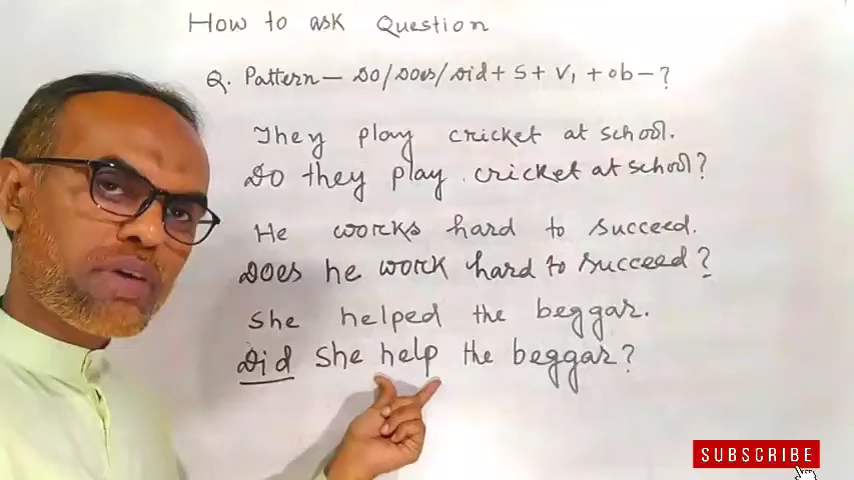 How to ask Question
Q. Pattern— Do/Does/Did + S + V₁ + ob — ?
They play cricket at school.
Do they play cricket at school?
He works hard to succeed.
Does he work hard to succeed?
She helped the beggar.
Did she help the beggar?
SUBSCRIBE